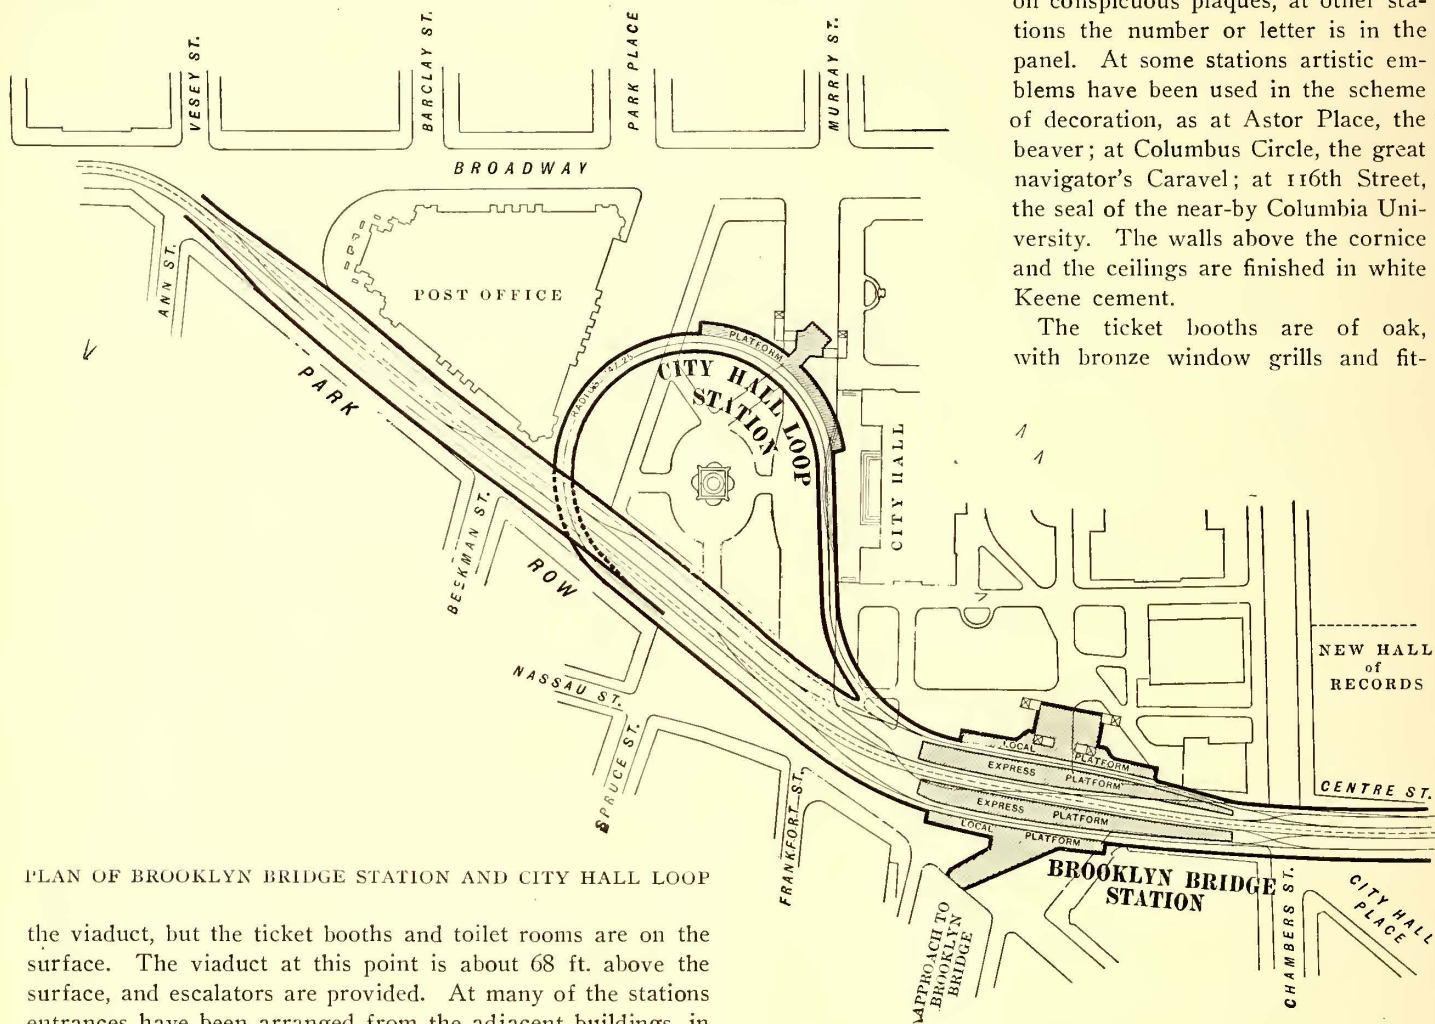 on conspicuous plaques, at other sta-
tions the number or letter is in the
panel. At some stations artistic em-
blems have been used in the scheme
of decoration, as at Astor Place, the
beaver; at Columbus Circle, the great
navigator's Caravel; at 116th Street,
the seal of the near-by Columbia Uni-
versity. The walls above the cornice
and the ceilings are finished in white
Keene cement.
The ticket booths are of oak,
with bronze window grills and fit-
VESEY ST.
BARCLAY ST.
PARK PLACE
MURRAY ST.
BROADWAY
ANN ST.
POST OFFICE
PARK
ROW
PLATFORM
CITY HALL LOOP
STATION
CITY HALL
BEEKMAN ST.
NASSAU ST.
SPRUCE ST.
FRANKFORT ST.
NEW HALL
of
RECORDS
CENTRE ST.
LOCAL PLATFORM
EXPRESS PLATFORM
EXPRESS PLATFORM
LOCAL PLATFORM
BROOKLYN BRIDGE
STATION
APPROACH TO
BROOKLYN
BRIDGE
CHAMBERS ST.
CITY HALL
PLACE
PLAN OF BROOKLYN BRIDGE STATION AND CITY HALL LOOP
the viaduct, but the ticket booths and toilet rooms are on the
surface. The viaduct at this point is about 68 ft. above the
surface, and escalators are provided. At many of the stations
entrances have been arranged from the adjacent buildings, in